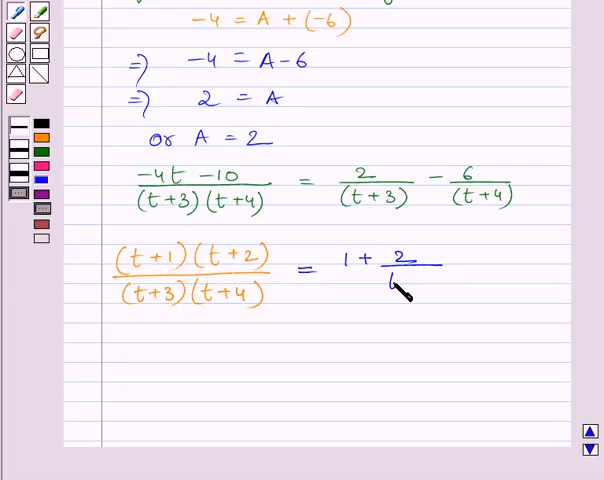 -4 = A + (-6)
=) -4 = A-6
=) 2 = A
or A = 2
-4t -10 / (t+3)(t+4) = 2 / (t+3) - 6 / (t+4)
(t+1)(t+2) / (t+3)(t+4) = 1 + 2 / (